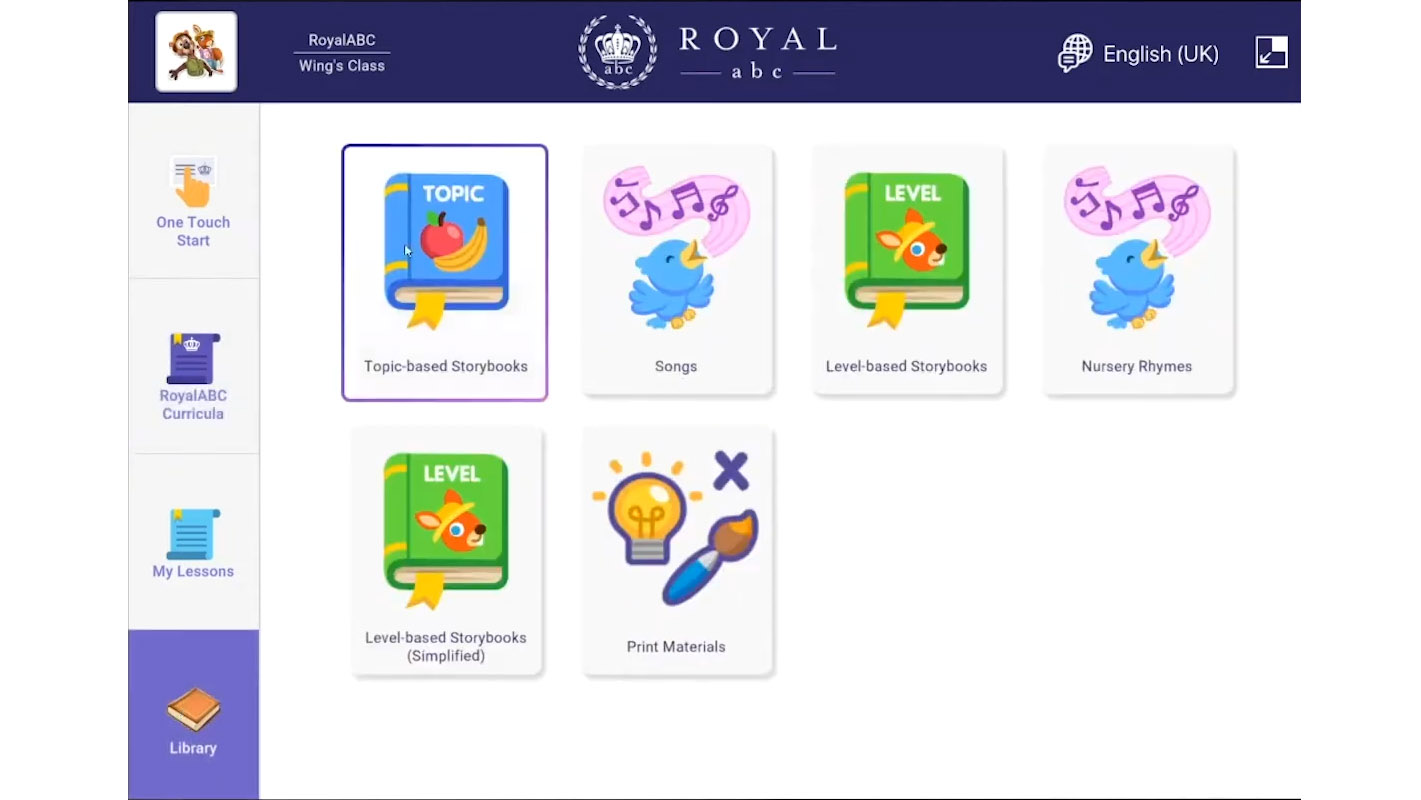 RoyalABC
Wing's Class
abc
ROYAL
abc
English (UK)
One Touch
Start
RoyalABC
Curricula
My Lessons
Library
TOPIC
Topic-based Storybooks
Songs
LEVEL
Level-based Storybooks
Nursery Rhymes
LEVEL
Level-based Storybooks
(Simplified)
Print Materials